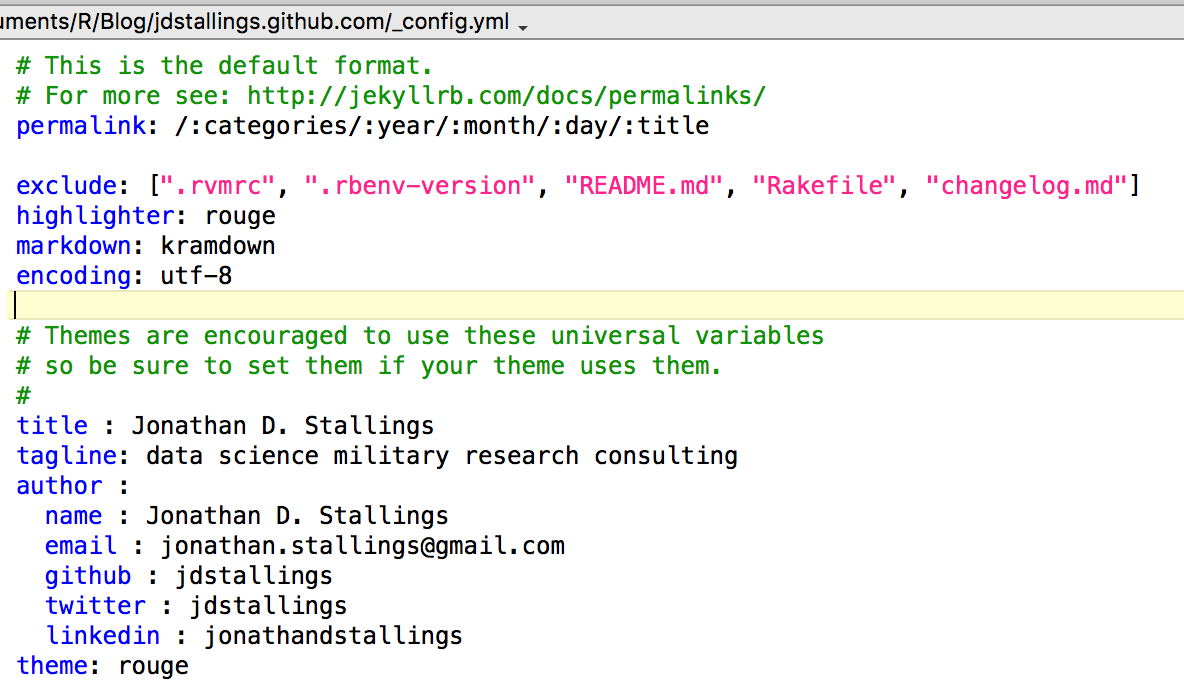 /R/Blog/jdstallings.github.com/_config.yml
# This is the default format.
# For more see: http://jekyllrb.com/docs/permalinks/
permalink: /:categories/:year/:month/:day/:title
exclude: [".rvmrc", ".rbenv-version", "README.md", "Rakefile", "changelog.md"]
highlighter: rouge
markdown: kramdown
encoding: utf-8
# Themes are encouraged to use these universal variables
# so be sure to set them if your theme uses them.
#
title : Jonathan D. Stallings
tagline: data science military research consulting
author :
name : Jonathan D. Stallings
email : jonathan.stallings@gmail.com
github : jdstallings
twitter : jdstallings
linkedin : jonathandstallings
theme: rouge